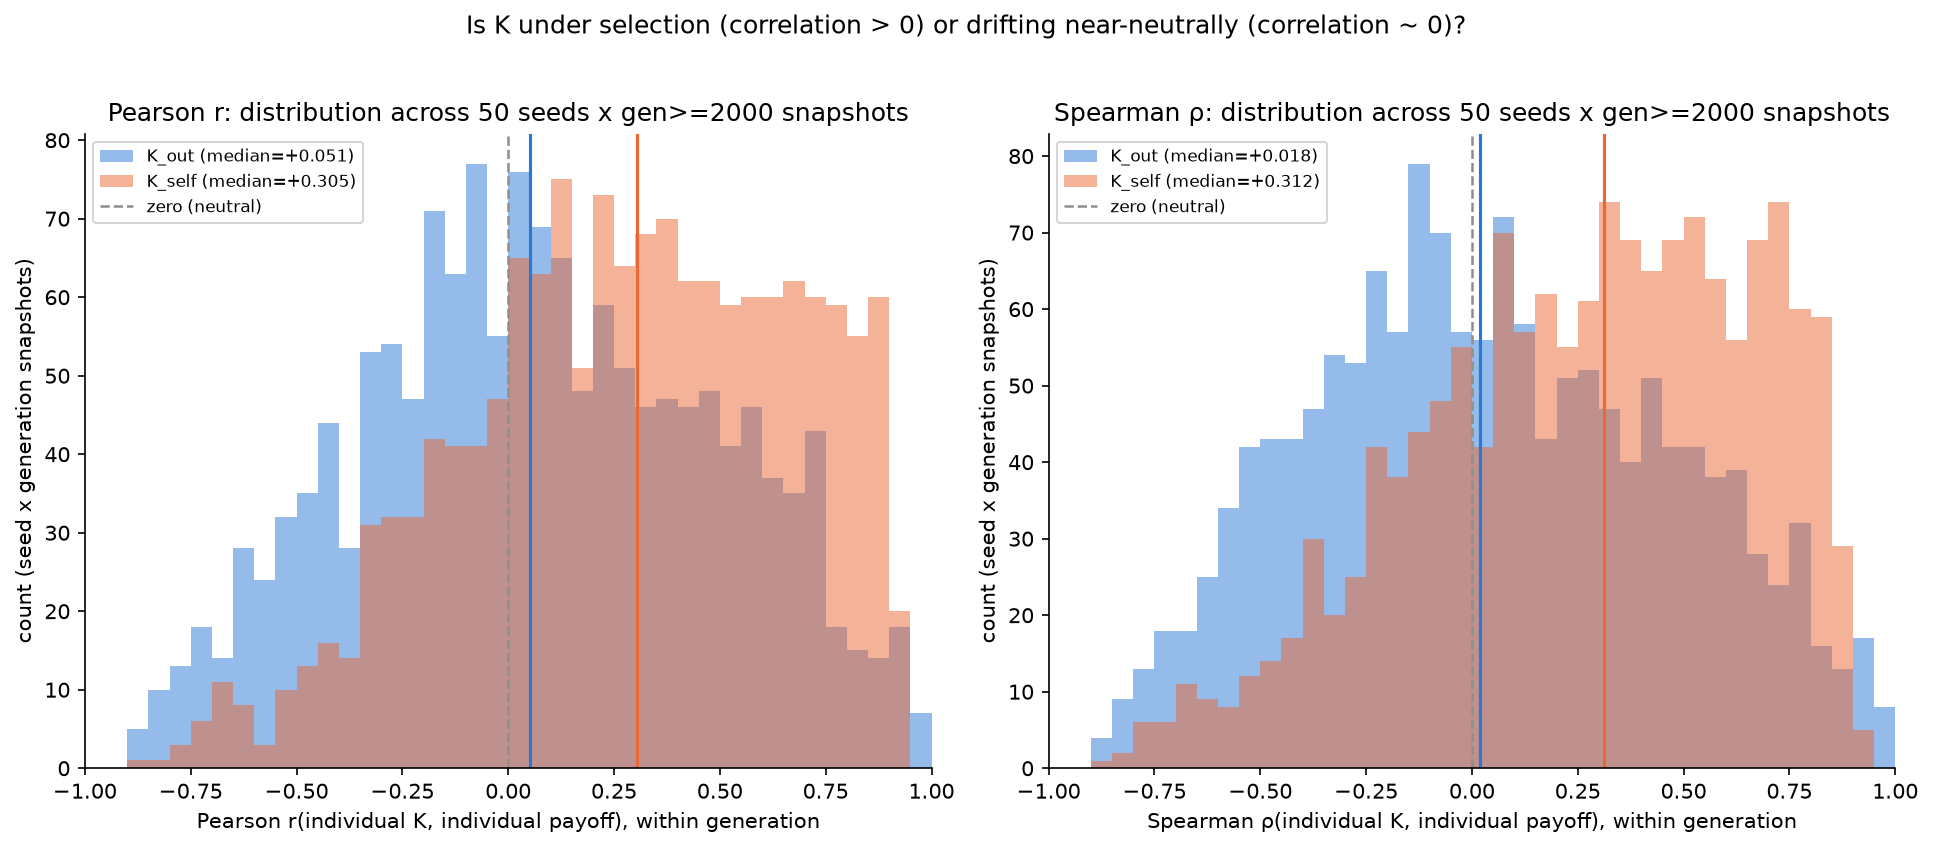 Is K under selection (correlation > 0) or drifting near-neutrally (correlation ~ 0)?
Pearson r: distribution across 50 seeds x gen>=2000 snapshots
K_out (median=+0.051)
K_self (median=+0.305)
zero (neutral)
count (seed x generation snapshots)
80
70
60
50
40
30
20
10
0
−1.00 −0.75 −0.50 −0.25 0.00 0.25 0.50 0.75 1.00
Pearson r(individual K, individual payoff), within generation
Spearman ρ: distribution across 50 seeds x gen>=2000 snapshots
K_out (median=+0.018)
K_self (median=+0.312)
zero (neutral)
count (seed x generation snapshots)
80
70
60
50
40
30
20
10
0
−1.00 −0.75 −0.50 −0.25 0.00 0.25 0.50 0.75 1.00
Spearman ρ(individual K, individual payoff), within generation